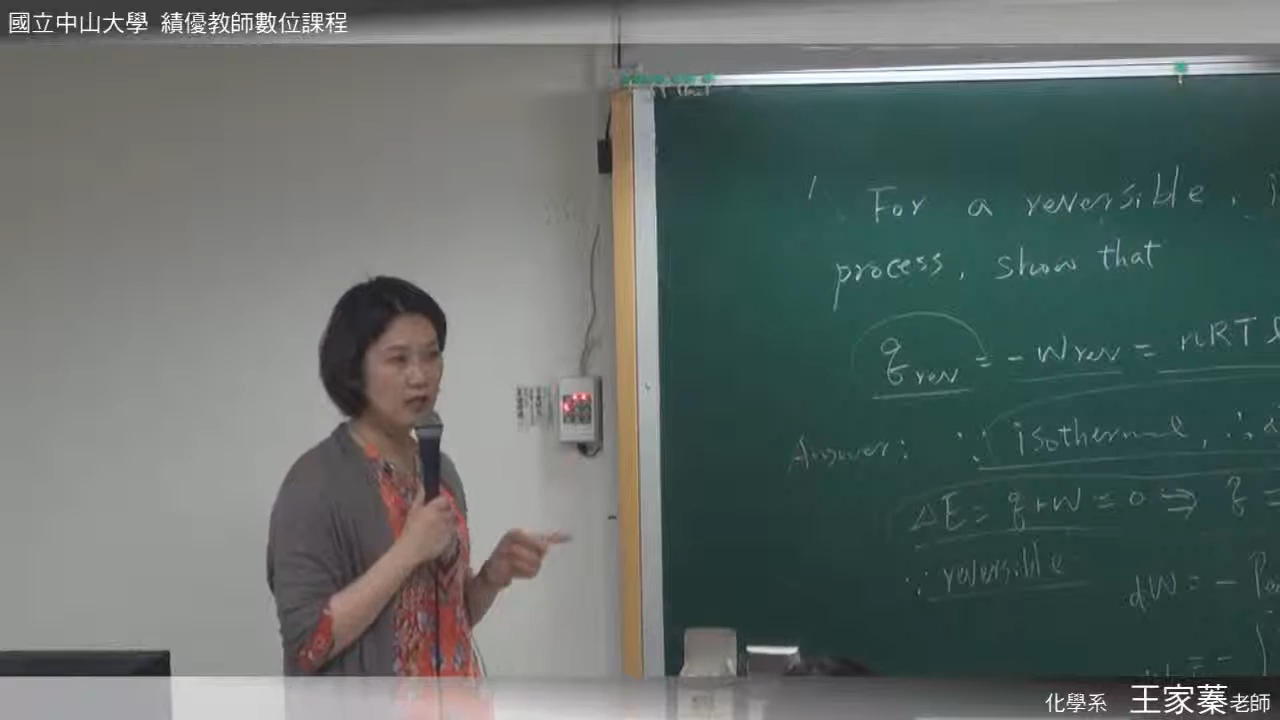 國立中山大學 績優教師數位課程
1. For a reversible,
process, show that
q rev = - Wrev = nRT
Answer: ∵ isothermal, ∴
ΔE = q + W = 0 ⇒ q =
∵ reversible
dW = - P
= - ∫
化學系 王家蓁老師